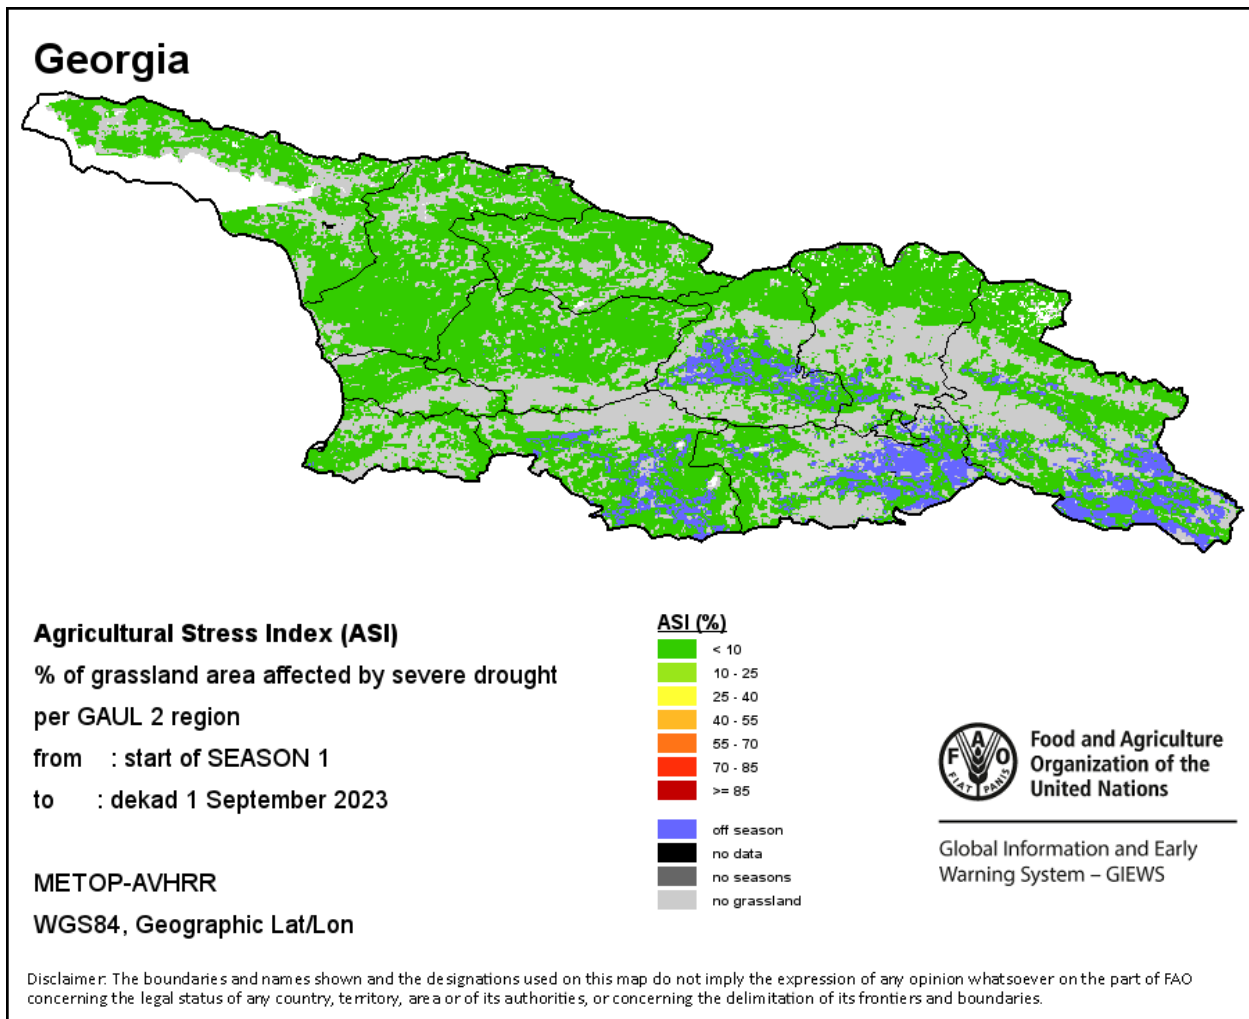 Georgia
Agricultural Stress Index (ASI)
% of grassland area affected by severe drought
per GAUL 2 region
from : start of SEASON 1
to : dekad 1 September 2023
METOP-AVHRR
WGS84, Geographic Lat/Lon
ASI (%)
< 10
10 - 25
25 - 40
40 - 55
55 - 70
70 - 85
>= 85
off season
no data
no seasons
no grassland
F A O
FIAT PANIS
Food and Agriculture
Organization of the
United Nations
Global Information and Early
Warning System – GIEWS
Disclaimer: The boundaries and names shown and the designations used on this map do not imply the expression of any opinion whatsoever on the part of FAO
concerning the legal status of any country, territory, area or of its authorities, or concerning the delimitation of its frontiers and boundaries.